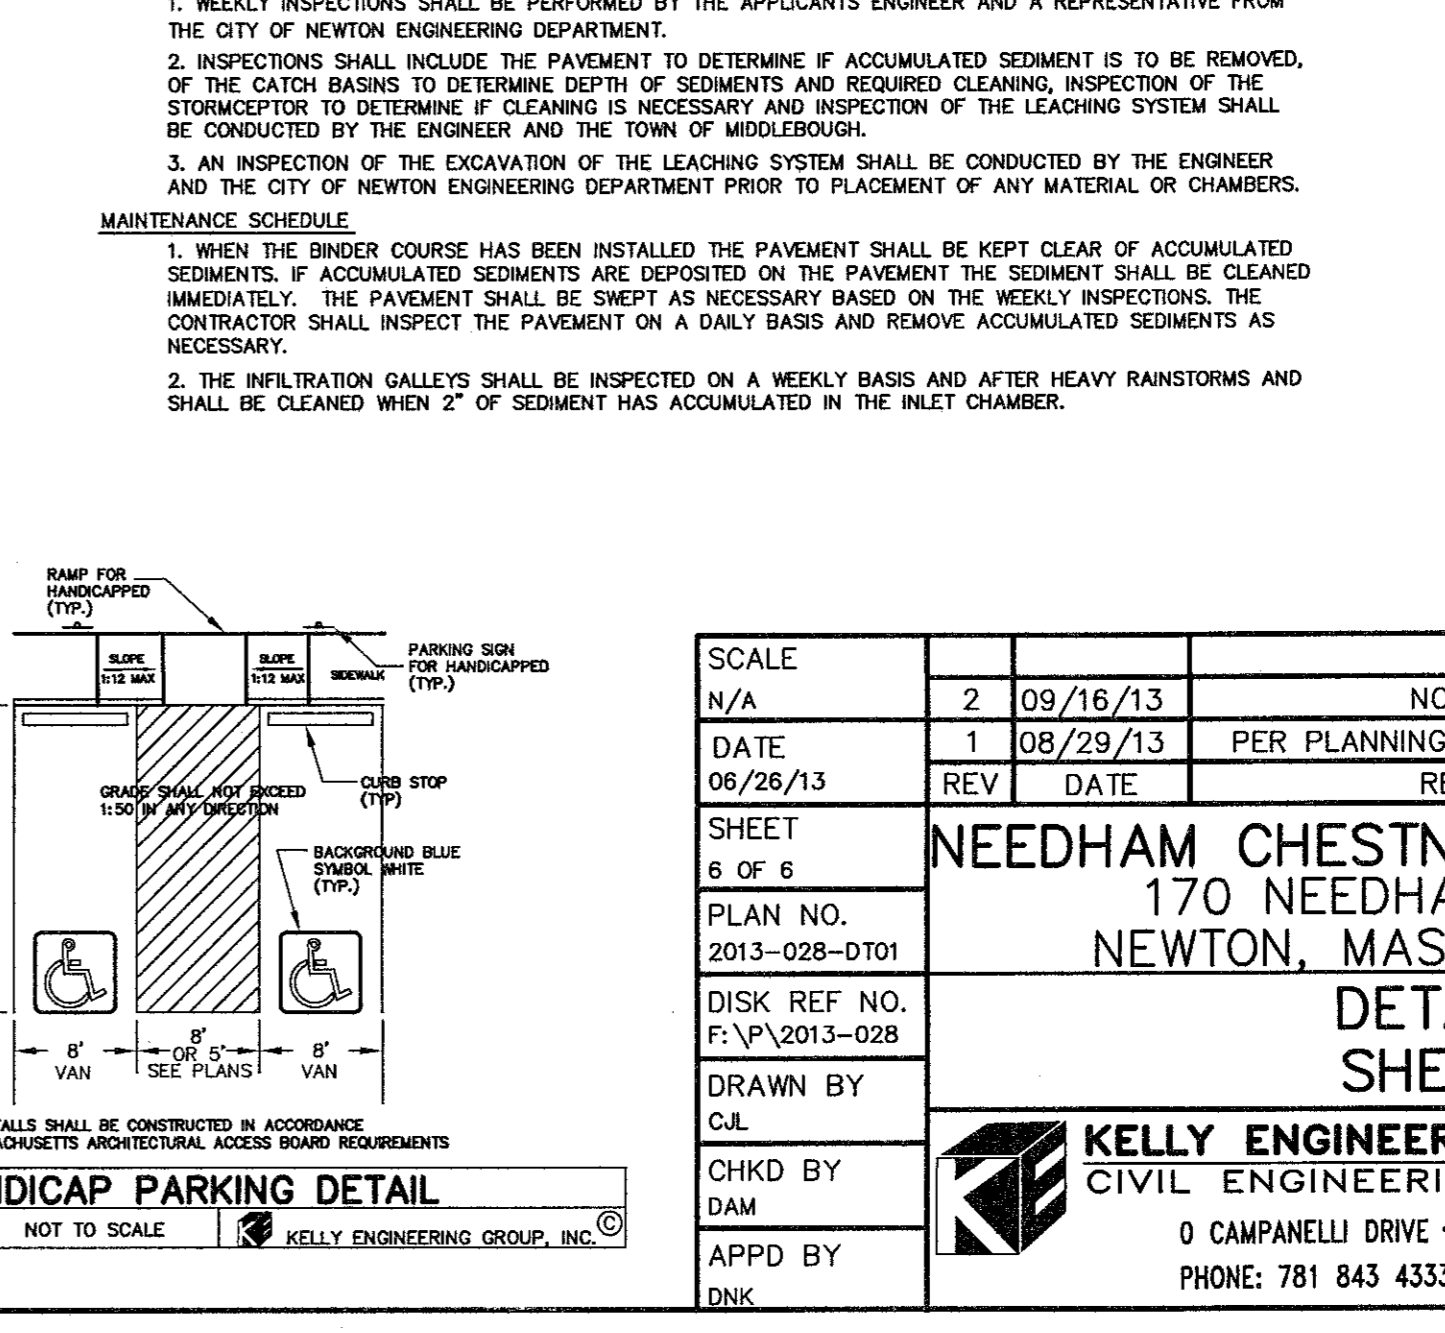 1. WEEKLY INSPECTIONS SHALL BE PERFORMED BY THE APPLICANTS ENGINEER AND A REPRESENTATIVE FROM
THE CITY OF NEWTON ENGINEERING DEPARTMENT.
2. INSPECTIONS SHALL INCLUDE THE PAVEMENT TO DETERMINE IF ACCUMULATED SEDIMENT IS TO BE REMOVED,
OF THE CATCH BASINS TO DETERMINE DEPTH OF SEDIMENTS AND REQUIRED CLEANING, INSPECTION OF THE
STORMCEPTOR TO DETERMINE IF CLEANING IS NECESSARY AND INSPECTION OF THE LEACHING SYSTEM SHALL
BE CONDUCTED BY THE ENGINEER AND THE TOWN OF MIDDLEBOUGH.
3. AN INSPECTION OF THE EXCAVATION OF THE LEACHING SYSTEM SHALL BE CONDUCTED BY THE ENGINEER
AND THE CITY OF NEWTON ENGINEERING DEPARTMENT PRIOR TO PLACEMENT OF ANY MATERIAL OR CHAMBERS.
MAINTENANCE SCHEDULE
1. WHEN THE BINDER COURSE HAS BEEN INSTALLED THE PAVEMENT SHALL BE KEPT CLEAR OF ACCUMULATED
SEDIMENTS. IF ACCUMULATED SEDIMENTS ARE DEPOSITED ON THE PAVEMENT THE SEDIMENT SHALL BE CLEANED
IMMEDIATELY. THE PAVEMENT SHALL BE SWEPT AS NECESSARY BASED ON THE WEEKLY INSPECTIONS. THE
CONTRACTOR SHALL INSPECT THE PAVEMENT ON A DAILY BASIS AND REMOVE ACCUMULATED SEDIMENTS AS
NECESSARY.
2. THE INFILTRATION GALLEYS SHALL BE INSPECTED ON A WEEKLY BASIS AND AFTER HEAVY RAINSTORMS AND
SHALL BE CLEANED WHEN 2" OF SEDIMENT HAS ACCUMULATED IN THE INLET CHAMBER.
RAMP FOR
HANDICAPPED
(TYP.)
SLOPE
1:12 MAX
SLOPE
1:12 MAX
SIDEWALK
PARKING SIGN
FOR HANDICAPPED
(TYP.)
GRADE SHALL NOT EXCEED
1:50 IN ANY DIRECTION
CURB STOP
(TYP)
BACKGROUND BLUE
SYMBOL WHITE
(TYP.)
8'
VAN
8'
OR 5'
SEE PLANS
8'
VAN
TALLS SHALL BE CONSTRUCTED IN ACCORDANCE
ACHUSETTS ARCHITECTURAL ACCESS BOARD REQUIREMENTS
NDICAP PARKING DETAIL
NOT TO SCALE
KE KELLY ENGINEERING GROUP, INC. ©
SCALE
N/A
DATE
06/26/13
SHEET
6 OF 6
PLAN NO.
2013-028-DT01
DISK REF NO.
F:\P\2013-028
DRAWN BY
CJL
CHKD BY
DAM
APPD BY
DNK
2 09/16/13 NO
1 08/29/13 PER PLANNING
REV DATE RE
NEEDHAM CHESTN
170 NEEDHA
NEWTON, MAS
DETA
SHE
KE
KELLY ENGINEER
CIVIL ENGINEERI
0 CAMPANELLI DRIVE
PHONE: 781 843 4333